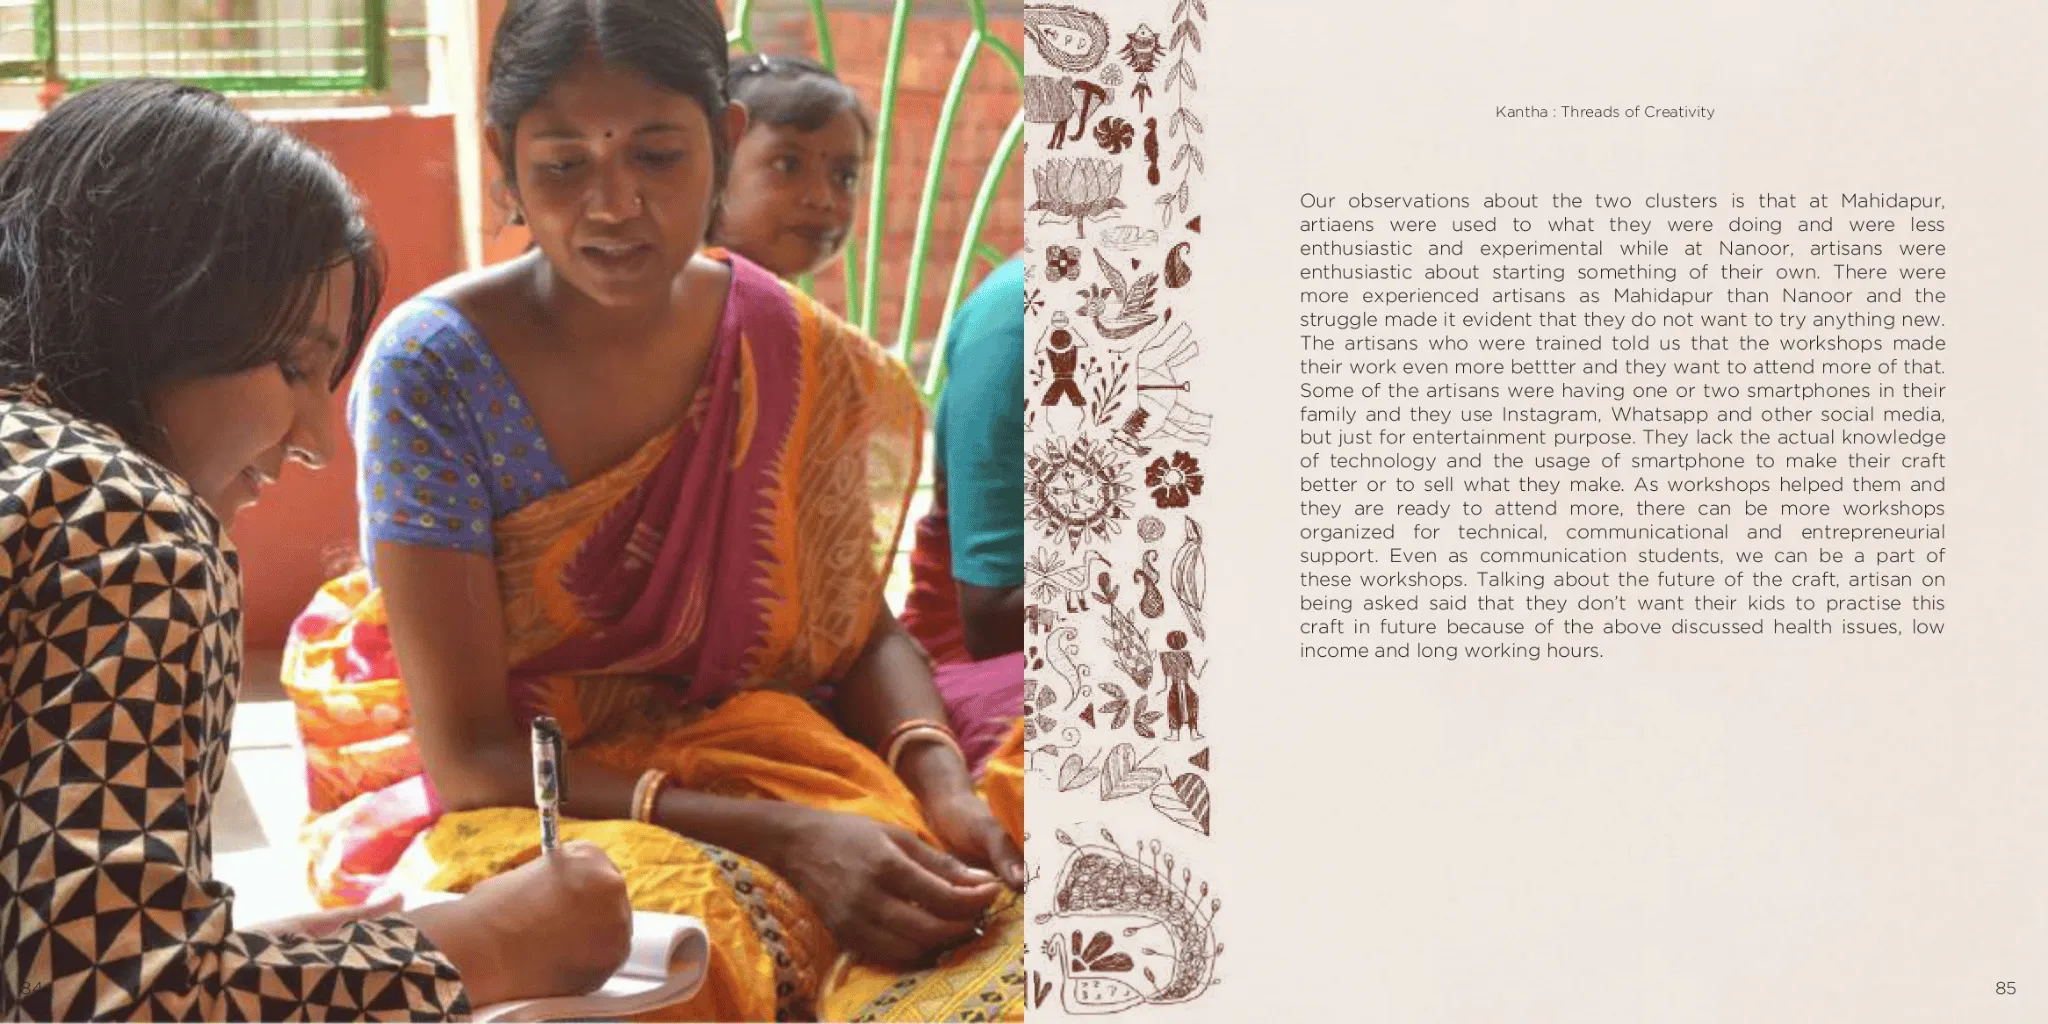 Kantha : Threads of Creativity
Our observations about the two clusters is that at Mahidapur,
artiaens were used to what they were doing and were less
enthusiastic and experimental while at Nanoor, artisans were
enthusiastic about starting something of their own. There were
more experienced artisans as Mahidapur than Nanoor and the
struggle made it evident that they do not want to try anything new.
The artisans who were trained told us that the workshops made
their work even more bettter and they want to attend more of that.
Some of the artisans were having one or two smartphones in their
family and they use Instagram, Whatsapp and other social media,
but just for entertainment purpose. They lack the actual knowledge
of technology and the usage of smartphone to make their craft
better or to sell what they make. As workshops helped them and
they are ready to attend more, there can be more workshops
organized for technical, communicational and entrepreneurial
support. Even as communication students, we can be a part of
these workshops. Talking about the future of the craft, artisan on
being asked said that they don't want their kids to practise this
craft in future because of the above discussed health issues, low
income and long working hours.
84
85